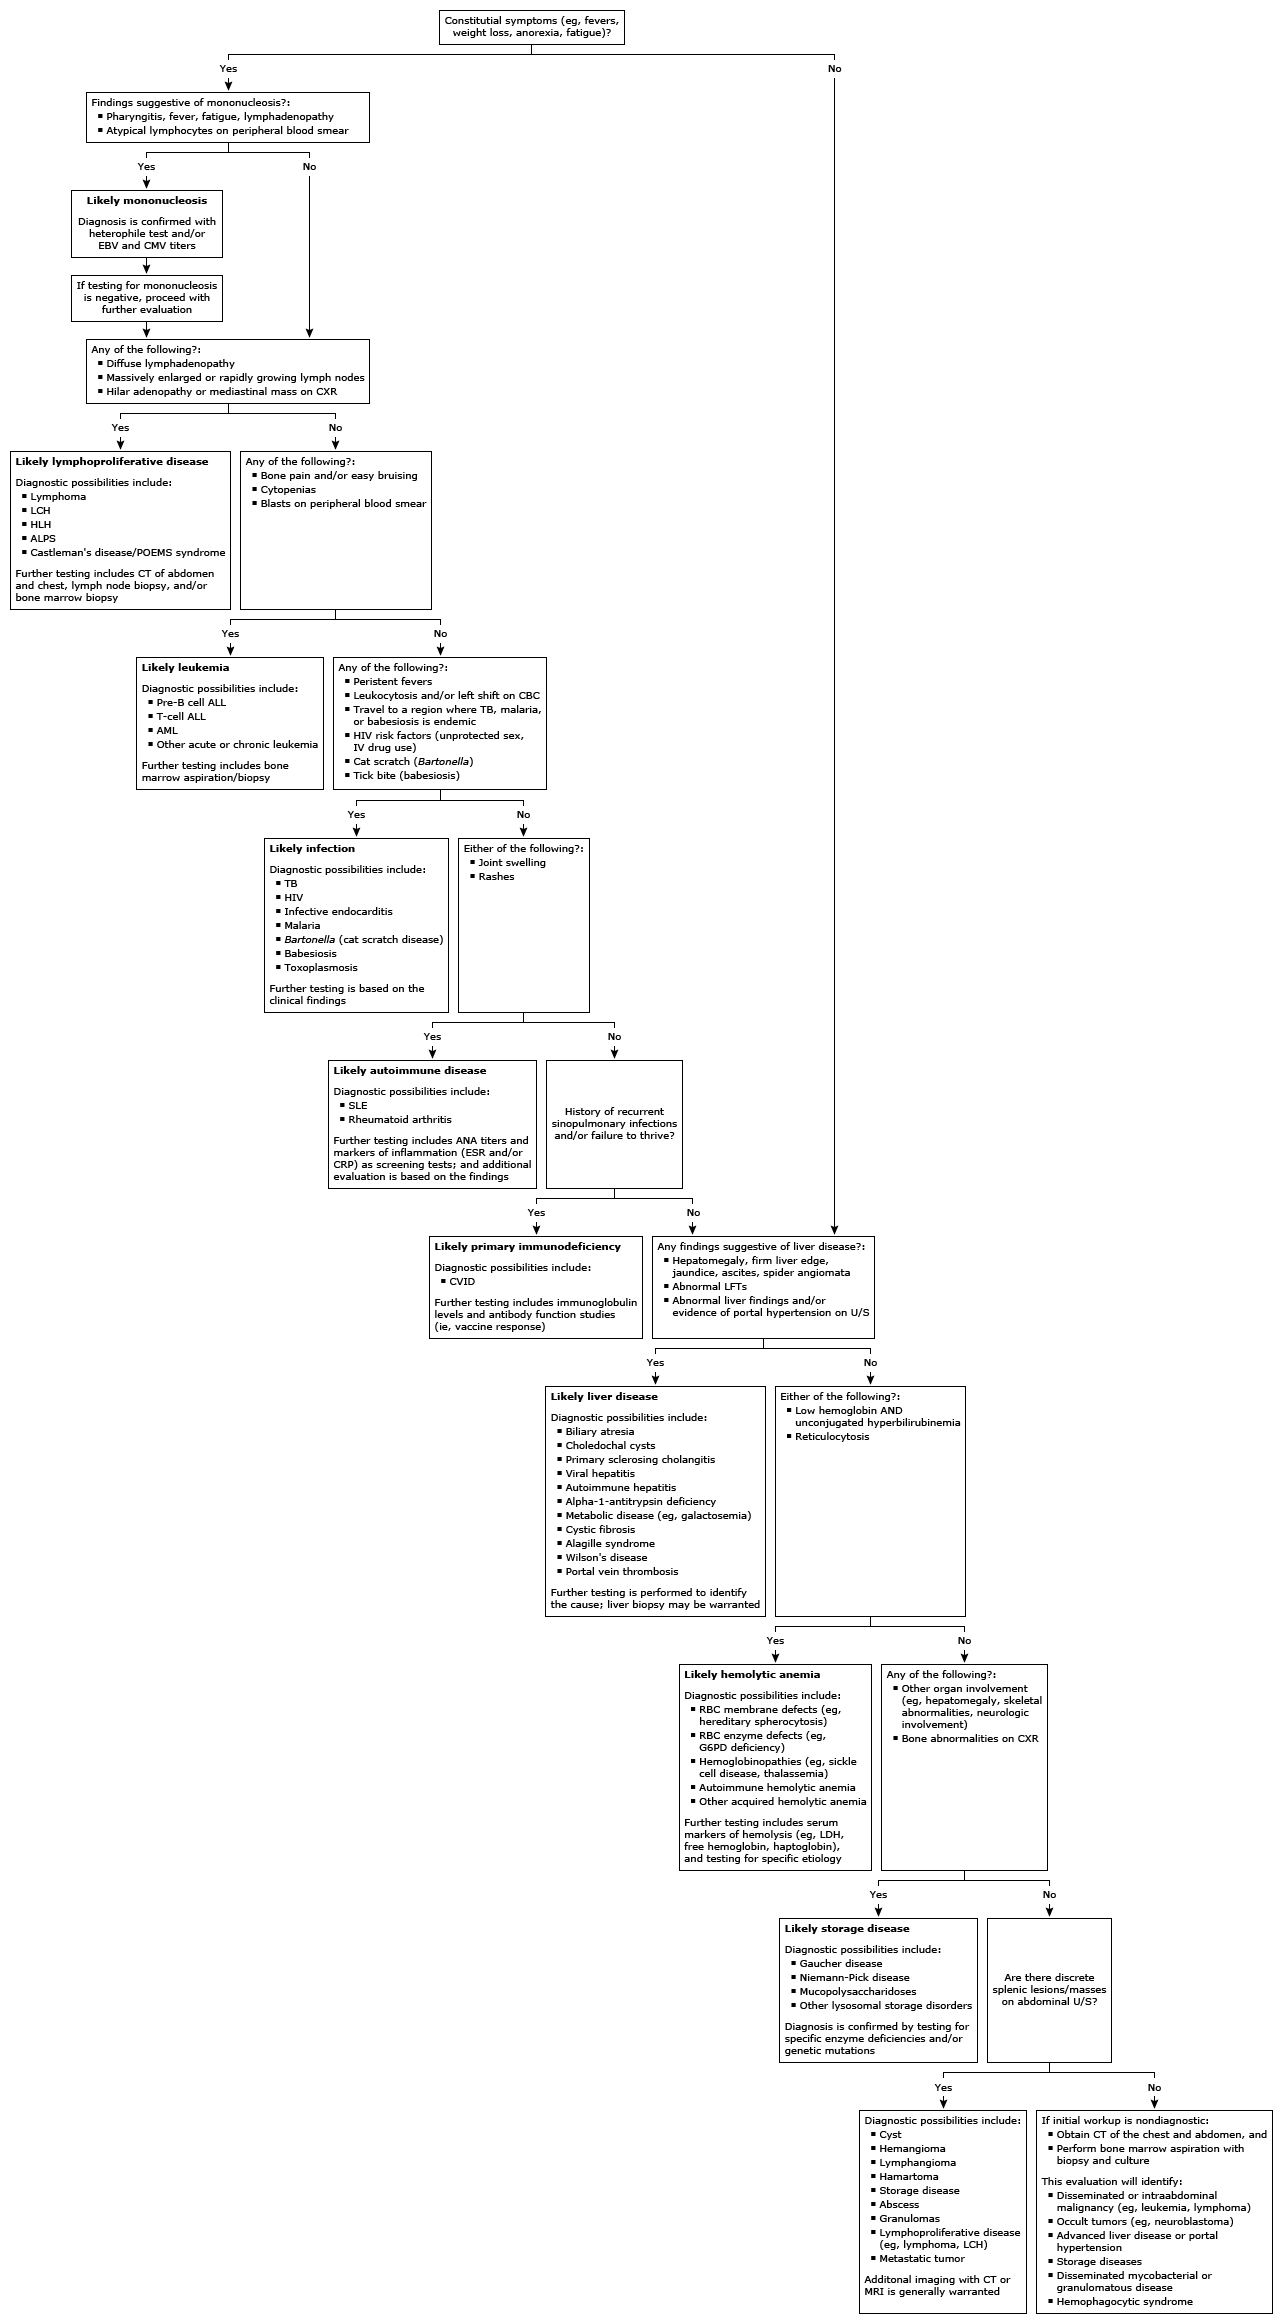 Constitutial symptoms (eg, fevers,
weight loss, anorexia, fatigue)?
Yes
No
Findings suggestive of mononucleosis?:
▪ Pharyngitis, fever, fatigue, lymphadenopathy
▪ Atypical lymphocytes on peripheral blood smear
Yes
No
Likely mononucleosis
Diagnosis is confirmed with
heterophile test and/or
EBV and CMV titers
If testing for mononucleosis
is negative, proceed with
further evaluation
Any of the following?:
▪ Diffuse lymphadenopathy
▪ Massively enlarged or rapidly growing lymph nodes
▪ Hilar adenopathy or mediastinal mass on CXR
Yes
No
Likely lymphoproliferative disease
Diagnostic possibilities include:
▪ Lymphoma
▪ LCH
▪ HLH
▪ ALPS
▪ Castleman's disease/POEMS syndrome
Further testing includes CT of abdomen
and chest, lymph node biopsy, and/or
bone marrow biopsy
Any of the following?:
▪ Bone pain and/or easy bruising
▪ Cytopenias
▪ Blasts on peripheral blood smear
Yes
No
Likely leukemia
Diagnostic possibilities include:
▪ Pre-B cell ALL
▪ T-cell ALL
▪ AML
▪ Other acute or chronic leukemia
Further testing includes bone
marrow aspiration/biopsy
Any of the following?:
▪ Peristent fevers
▪ Leukocytosis and/or left shift on CBC
▪ Travel to a region where TB, malaria,
or babesiosis is endemic
▪ HIV risk factors (unprotected sex,
IV drug use)
▪ Cat scratch (Bartonella)
▪ Tick bite (babesiosis)
Yes
No
Likely infection
Diagnostic possibilities include:
▪ TB
▪ HIV
▪ Infective endocarditis
▪ Malaria
▪ Bartonella (cat scratch disease)
▪ Babesiosis
▪ Toxoplasmosis
Further testing is based on the
clinical findings
Either of the following?:
▪ Joint swelling
▪ Rashes
Yes
No
Likely autoimmune disease
Diagnostic possibilities include:
▪ SLE
▪ Rheumatoid arthritis
Further testing includes ANA titers and
markers of inflammation (ESR and/or
CRP) as screening tests; and additional
evaluation is based on the findings
History of recurrent
sinopulmonary infections
and/or failure to thrive?
Yes
No
Likely primary immunodeficiency
Diagnostic possibilities include:
▪ CVID
Further testing includes immunoglobulin
levels and antibody function studies
(ie, vaccine response)
Any findings suggestive of liver disease?:
▪ Hepatomegaly, firm liver edge,
jaundice, ascites, spider angiomata
▪ Abnormal LFTs
▪ Abnormal liver findings and/or
evidence of portal hypertension on U/S
Yes
No
Likely liver disease
Diagnostic possibilities include:
▪ Biliary atresia
▪ Choledochal cysts
▪ Primary sclerosing cholangitis
▪ Viral hepatitis
▪ Autoimmune hepatitis
▪ Alpha-1-antitrypsin deficiency
▪ Metabolic disease (eg, galactosemia)
▪ Cystic fibrosis
▪ Alagille syndrome
▪ Wilson's disease
▪ Portal vein thrombosis
Further testing is performed to identify
the cause; liver biopsy may be warranted
Either of the following?:
▪ Low hemoglobin AND
unconjugated hyperbilirubinemia
▪ Reticulocytosis
Yes
No
Likely hemolytic anemia
Diagnostic possibilities include:
▪ RBC membrane defects (eg,
hereditary spherocytosis)
▪ RBC enzyme defects (eg,
G6PD deficiency)
▪ Hemoglobinopathies (eg, sickle
cell disease, thalassemia)
▪ Autoimmune hemolytic anemia
▪ Other acquired hemolytic anemia
Further testing includes serum
markers of hemolysis (eg, LDH,
free hemoglobin, haptoglobin),
and testing for specific etiology
Any of the following?:
▪ Other organ involvement
(eg, hepatomegaly, skeletal
abnormalities, neurologic
involvement)
▪ Bone abnormalities on CXR
Yes
No
Likely storage disease
Diagnostic possibilities include:
▪ Gaucher disease
▪ Niemann-Pick disease
▪ Mucopolysaccharidoses
▪ Other lysosomal storage disorders
Diagnosis is confirmed by testing for
specific enzyme deficiencies and/or
genetic mutations
Are there discrete
splenic lesions/masses
on abdominal U/S?
Yes
No
Diagnostic possibilities include:
▪ Cyst
▪ Hemangioma
▪ Lymphangioma
▪ Hamartoma
▪ Storage disease
▪ Abscess
▪ Granulomas
▪ Lymphoproliferative disease
(eg, lymphoma, LCH)
▪ Metastatic tumor
Additonal imaging with CT or
MRI is generally warranted
If initial workup is nondiagnostic:
▪ Obtain CT of the chest and abdomen, and
▪ Perform bone marrow aspiration with
biopsy and culture
This evaluation will identify:
▪ Disseminated or intraabdominal
malignancy (eg, leukemia, lymphoma)
▪ Occult tumors (eg, neuroblastoma)
▪ Advanced liver disease or portal
hypertension
▪ Storage diseases
▪ Disseminated mycobacterial or
granulomatous disease
▪ Hemophagocytic syndrome